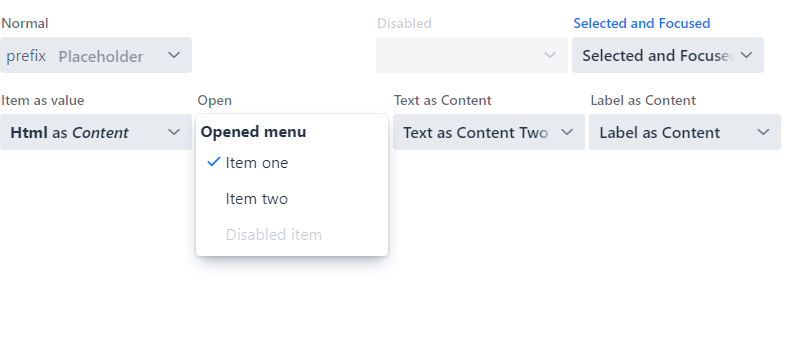 Normal
Disabled
Selected and Focused
prefix Placeholder
Selected and Focuse
Item as value
Open
Text as Content
Label as Content
Html as Content
Opened menu
Text as Content Two
Label as Content
Item one
Item two
Disabled item